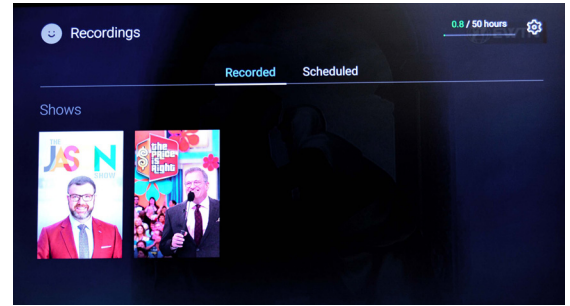 Recordings
0.8 / 50 hours
Recorded
Scheduled
Shows
THE
JAS N
SHOW
the
PRice
is
Right